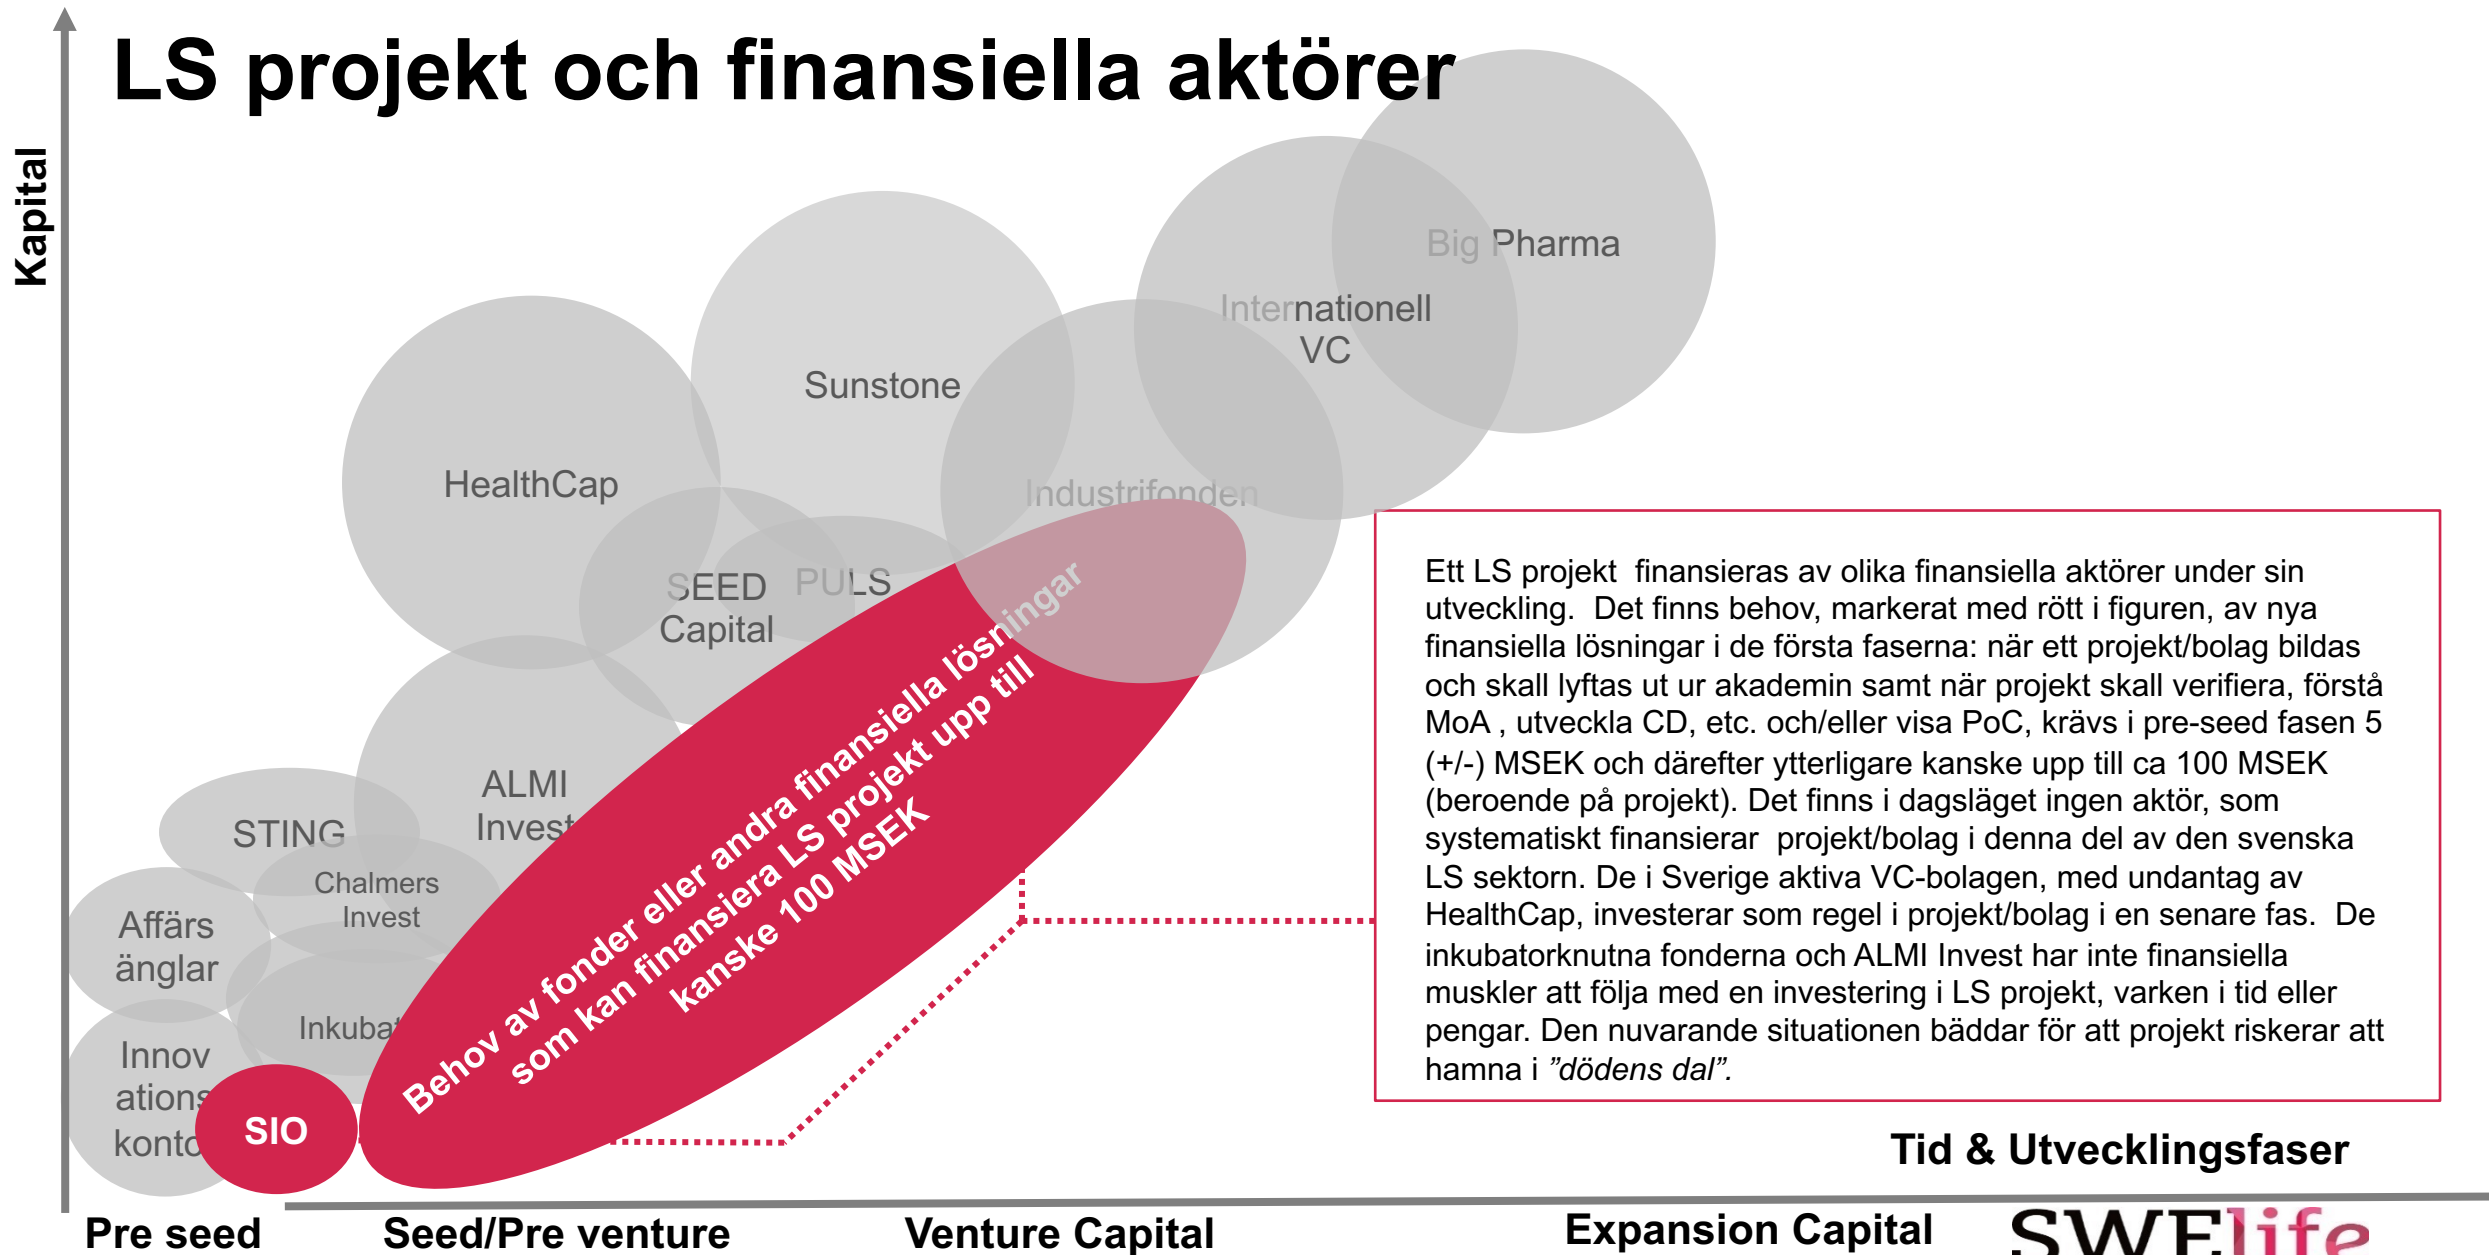 LS projekt och finansiella aktörer
Kapital
Big Pharma
Internationell
VC
Sunstone
HealthCap
Industrifonden
SEED
Capital
PULS
ALMI
Invest
STING
Chalmers
Invest
Affärs
änglar
Inkubat
Innov
ations
konto
SIO
Behov av fonder eller andra finansiella lösningar
som kan finansiera LS projekt upp till
kanske 100 MSEK
Ett LS projekt  finansieras av olika finansiella aktörer under sin
utveckling.  Det finns behov, markerat med rött i figuren, av nya
finansiella lösningar i de första faserna: när ett projekt/bolag bildas
och skall lyftas ut ur akademin samt när projekt skall verifiera, förstå
MoA , utveckla CD, etc. och/eller visa PoC, krävs i pre-seed fasen 5
(+/-) MSEK och därefter ytterligare kanske upp till ca 100 MSEK
(beroende på projekt). Det finns i dagsläget ingen aktör, som
systematiskt finansierar  projekt/bolag i denna del av den svenska
LS sektorn. De i Sverige aktiva VC-bolagen, med undantag av
HealthCap, investerar som regel i projekt/bolag i en senare fas.  De
inkubatorknutna fonderna och ALMI Invest har inte finansiella
muskler att följa med en investering i LS projekt, varken i tid eller
pengar. Den nuvarande situationen bäddar för att projekt riskerar att
hamna i ”dödens dal”.
Tid & Utvecklingsfaser
Pre seed
Seed/Pre venture
Venture Capital
Expansion Capital
SWElife